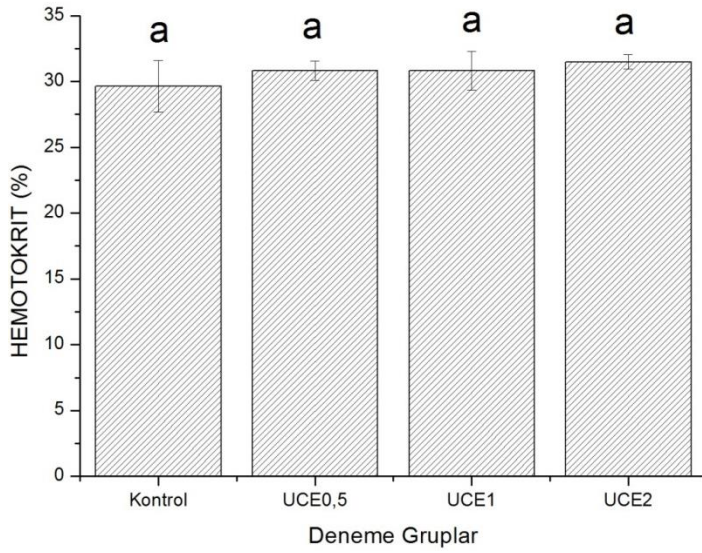 HEMOTOKRIT (%)
35
30
25
20
15
10
5
0
a a a a
Kontrol UCE0,5 UCE1 UCE2
Deneme Gruplar